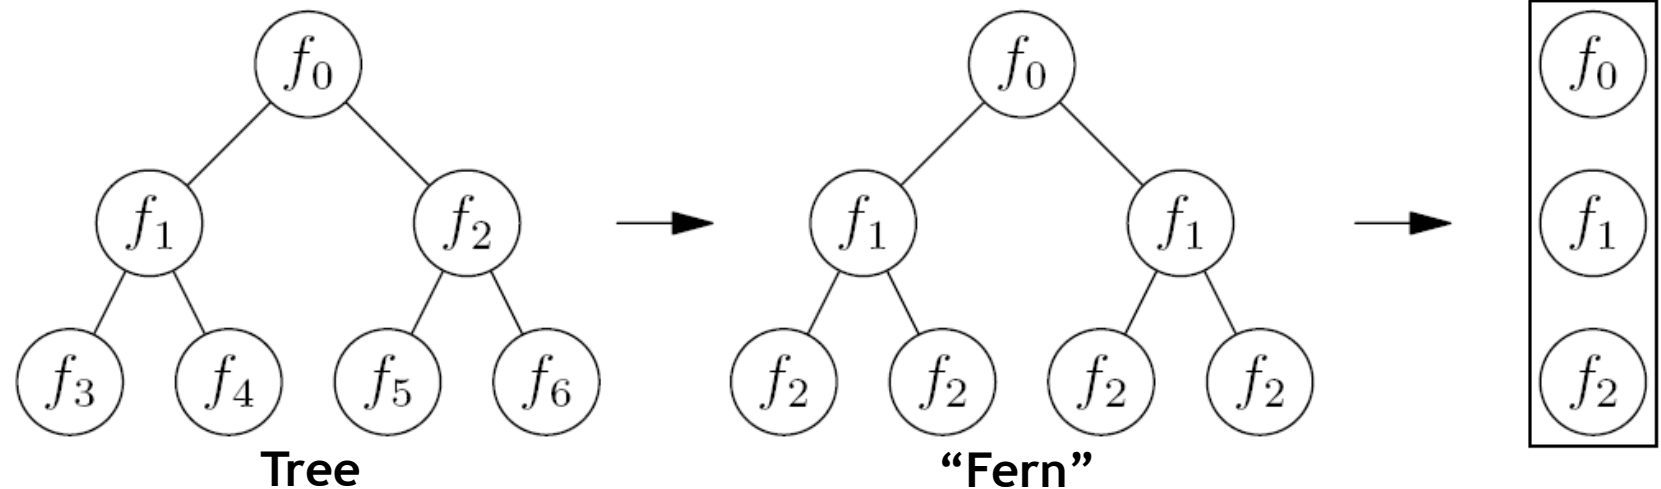 f₀ f₀ f₀
f₁ f₂ f₁ f₁ f₁
f₃ f₄ f₅ f₆ f₂ f₂ f₂ f₂ f₂
Tree “Fern”